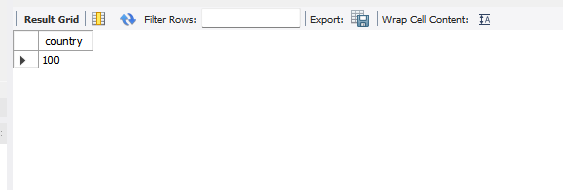 Result Grid Filter Rows: Export: Wrap Cell Content:
country
100